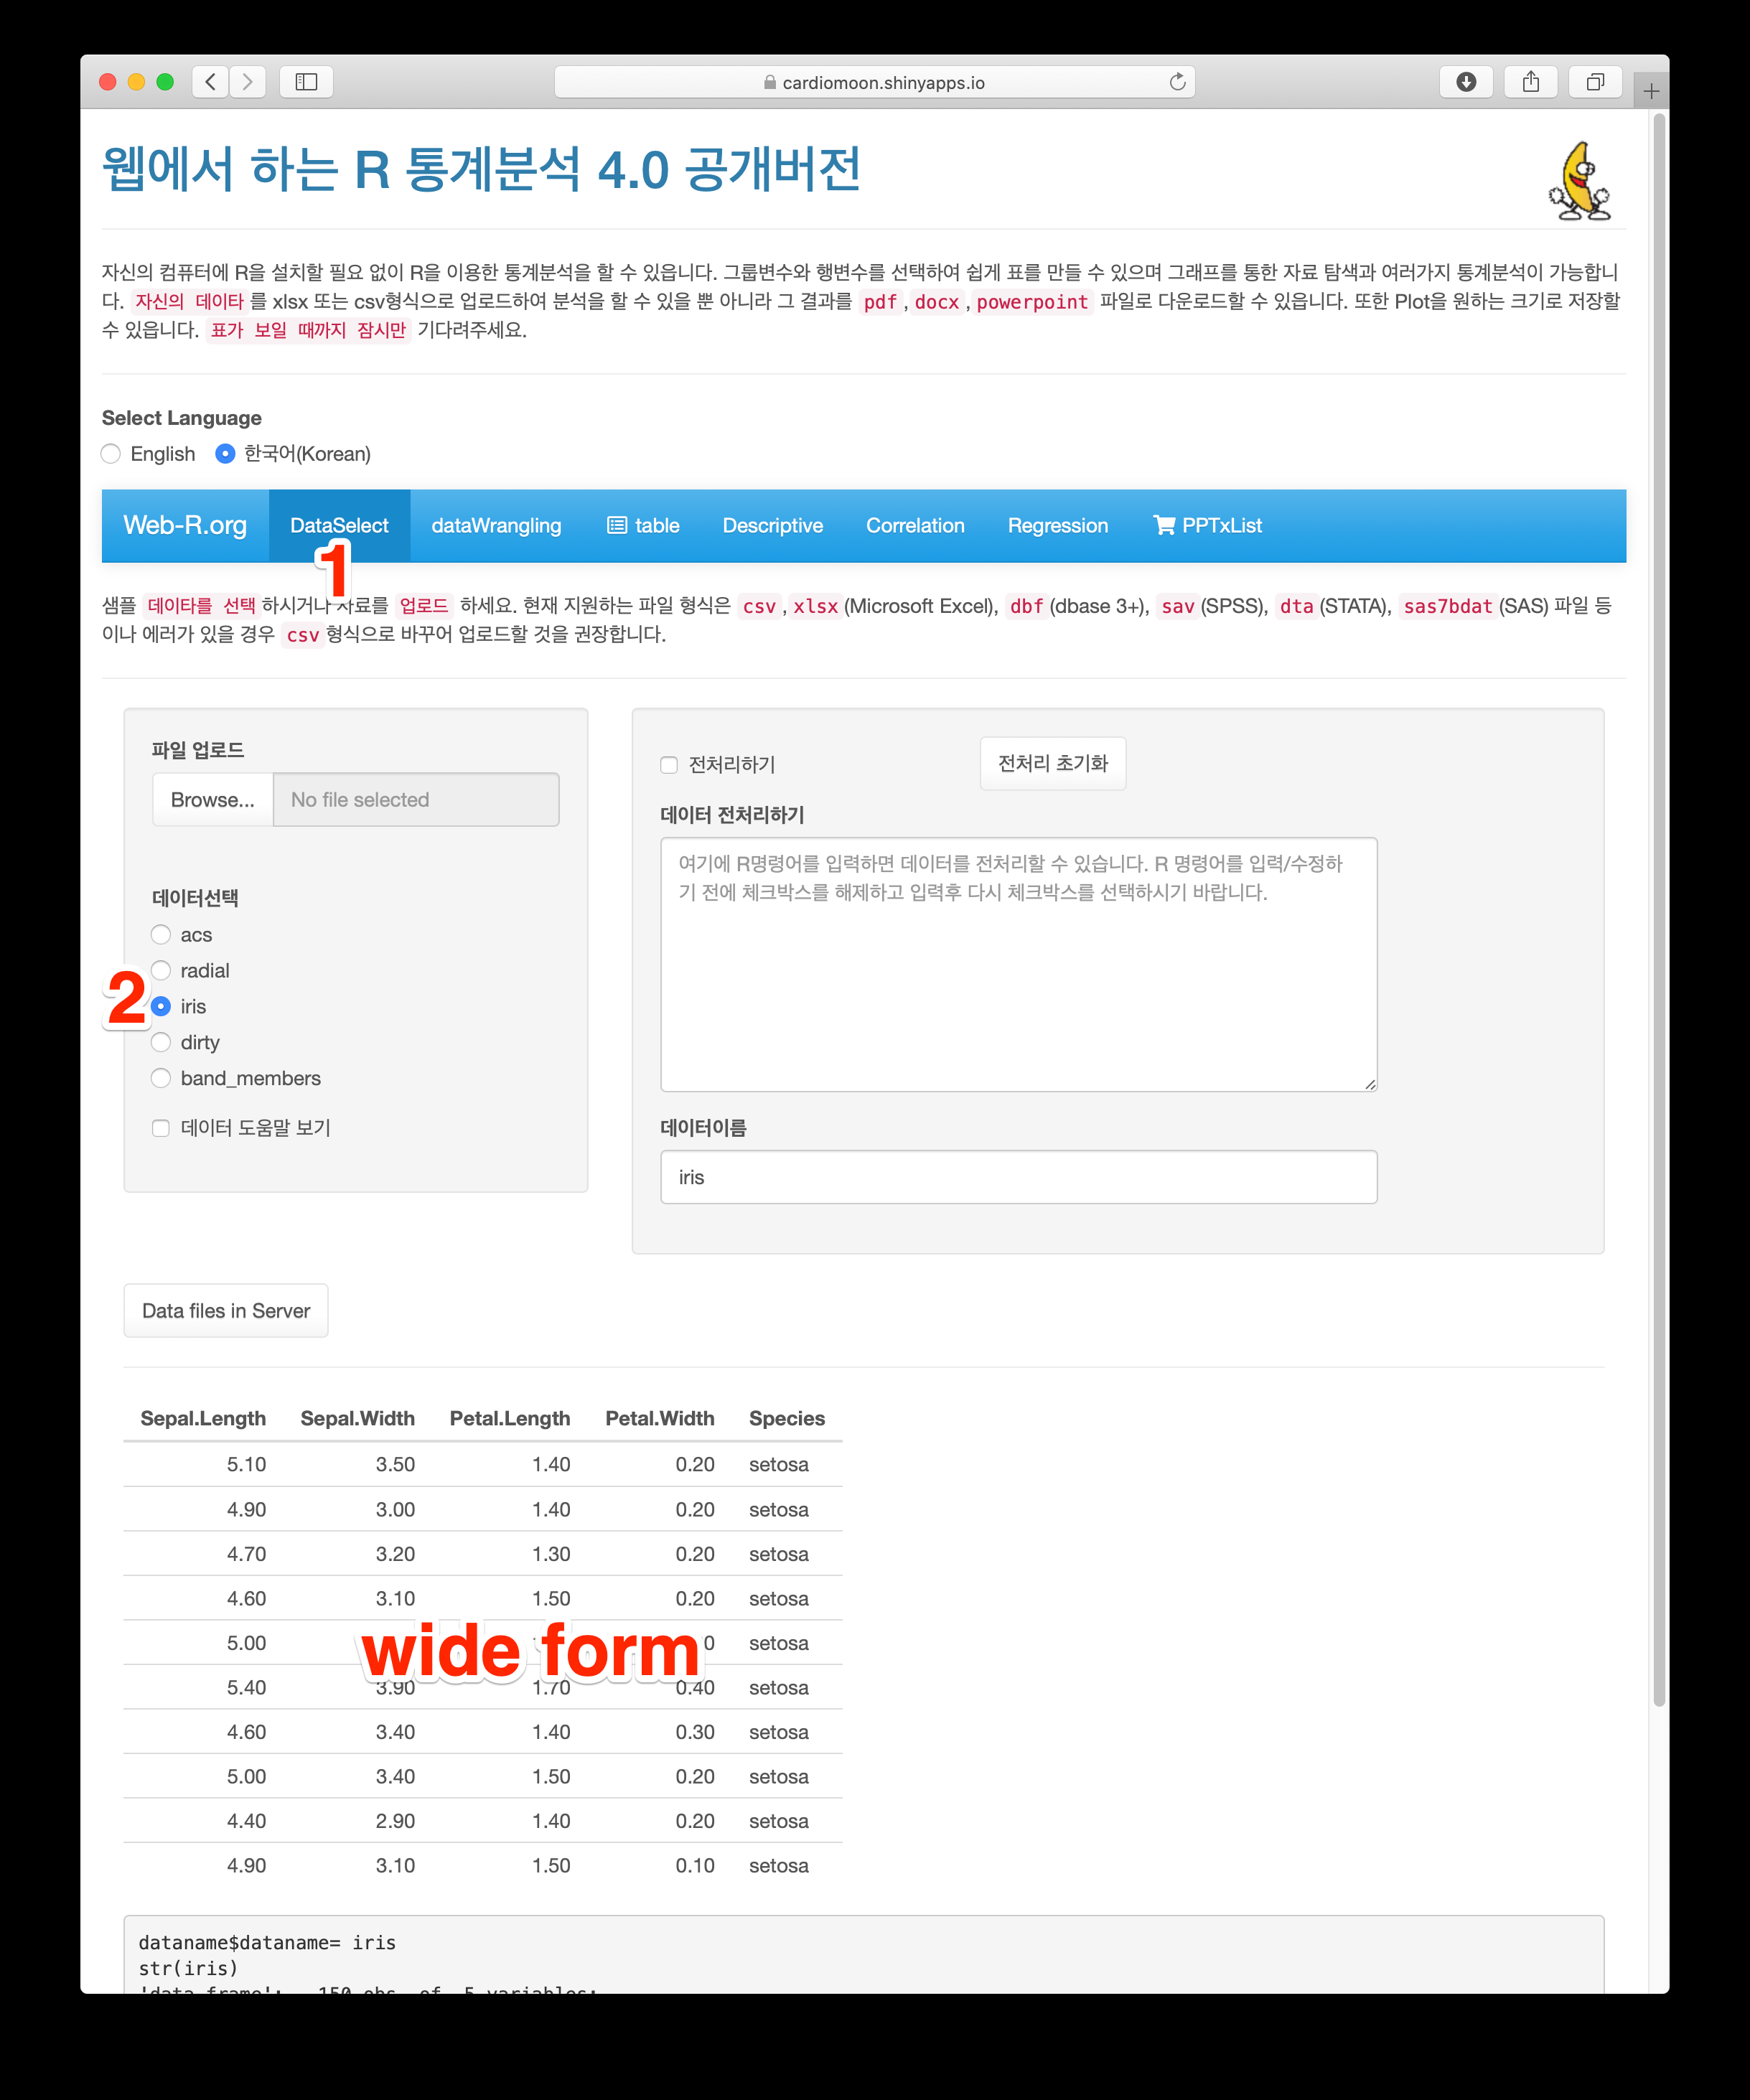 cardiomoon.shinyapps.io
웹에서 하는 R 통계분석 4.0 공개버전
자신의 컴퓨터에 R을 설치할 필요 없이 R을 이용한 통계분석을 할 수 있읍니다. 그룹변수와 행변수를 선택하여 쉽게 표를 만들 수 있으며 그래프를 통한 자료 탐색과 여러가지 통계분석이 가능합니
다. 자신의 데이타 를 xlsx 또는 csv형식으로 업로드하여 분석을 할 수 있을 뿐 아니라 그 결과를 pdf , docx , powerpoint 파일로 다운로드할 수 있읍니다. 또한 Plot을 원하는 크기로 저장할
수 있읍니다. 표가 보일 때까지 잠시만 기다려주세요.
Select Language
English 한국어(Korean)
Web-R.org DataSelect dataWrangling table Descriptive Correlation Regression PPTxList
1
샘플 데이타를 선택 하시거나 자료를 업로드 하세요. 현재 지원하는 파일 형식은 csv , xlsx (Microsoft Excel), dbf (dbase 3+), sav (SPSS), dta (STATA), sas7bdat (SAS) 파일 등
이나 에러가 있을 경우 csv 형식으로 바꾸어 업로드할 것을 권장합니다.
파일 업로드
Browse... No file selected
데이터선택
acs
radial
2 iris
dirty
band_members
데이터 도움말 보기
전처리하기 전처리 초기화
데이터 전처리하기
여기에 R명령어를 입력하면 데이터를 전처리할 수 있습니다. R 명령어를 입력/수정하
기 전에 체크박스를 해제하고 입력후 다시 체크박스를 선택하시기 바랍니다.
데이터이름
iris
Data files in Server
Sepal.Length Sepal.Width Petal.Length Petal.Width Species
5.10 3.50 1.40 0.20 setosa
4.90 3.00 1.40 0.20 setosa
4.70 3.20 1.30 0.20 setosa
4.60 3.10 1.50 0.20 setosa
5.00 setosa
wide form
5.40 3.90 1.70 0.40 setosa
4.60 3.40 1.40 0.30 setosa
5.00 3.40 1.50 0.20 setosa
4.40 2.90 1.40 0.20 setosa
4.90 3.10 1.50 0.10 setosa
dataname$dataname= iris
str(iris)
'data.frame': 150 obs. of 5 variables: